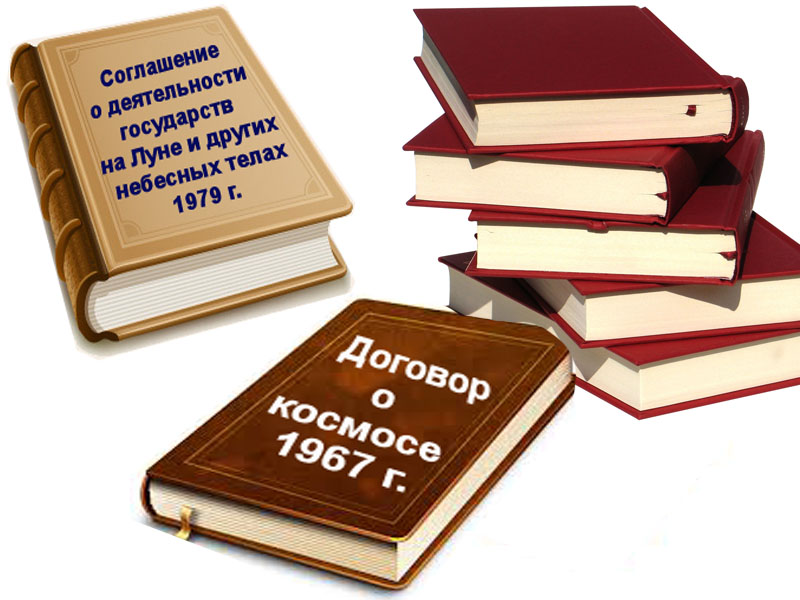 Соглашение
о деятельности
государств
на Луне и других
небесных телах
1979 г.
Договор
о
космосе
1967 г.